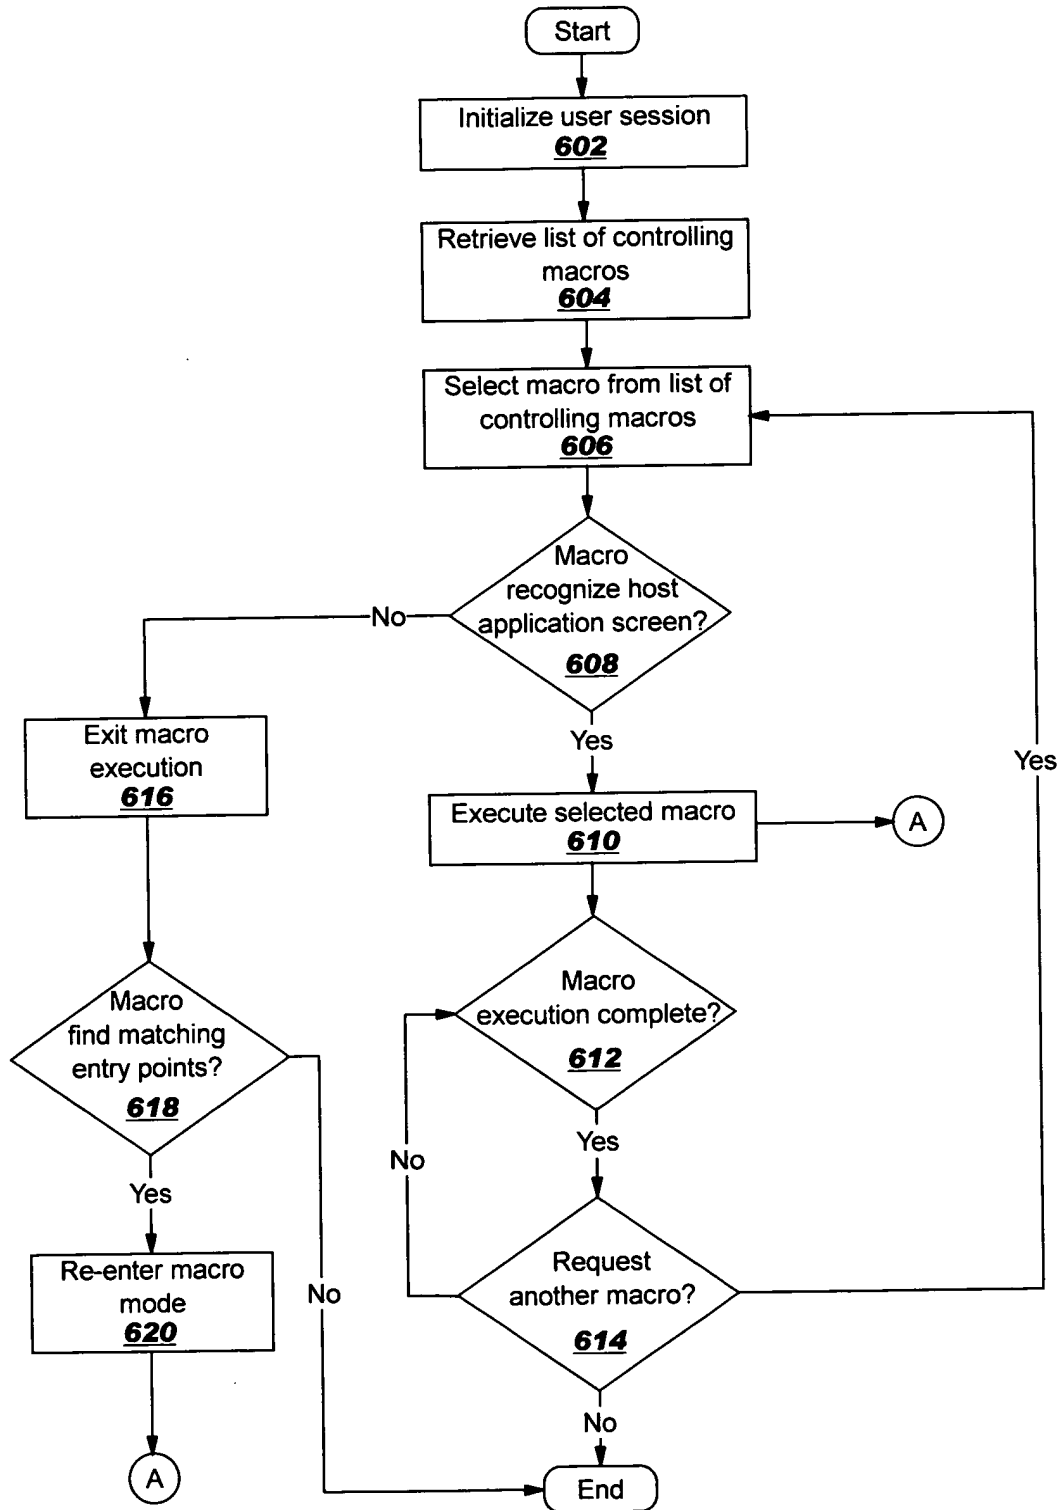 Start
Initialize user session
602
Retrieve list of controlling
macros
604
Select macro from list of
controlling macros
606
Macro
recognize host
application screen?
608
No
Yes
Exit macro
execution
616
Execute selected macro
610
A
Yes
Macro
find matching
entry points?
618
Macro
execution complete?
612
Yes
No
Yes
Re-enter macro
mode
620
No
Request
another macro?
614
No
A
End